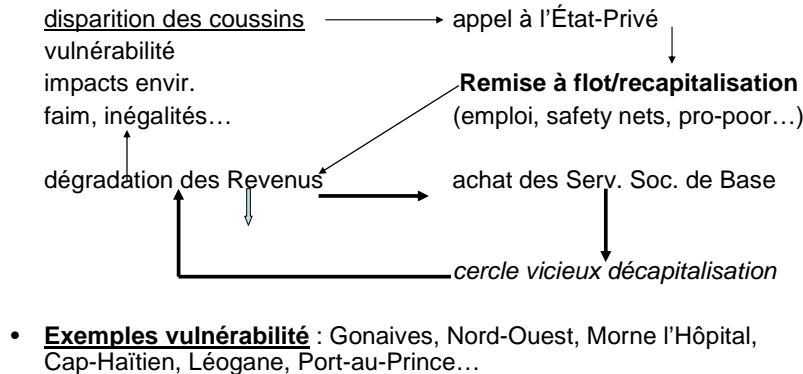 disparition des coussins appel à l’État-Privé
vulnérabilité
impacts envir. Remise à flot/recapitalisation
faim, inégalités… (emploi, safety nets, pro-poor…)
dégradation des Revenus achat des Serv. Soc. de Base
cercle vicieux décapitalisation
• Exemples vulnérabilité : Gonaives, Nord-Ouest, Morne l’Hôpital,
Cap-Haïtien, Léogane, Port-au-Prince…